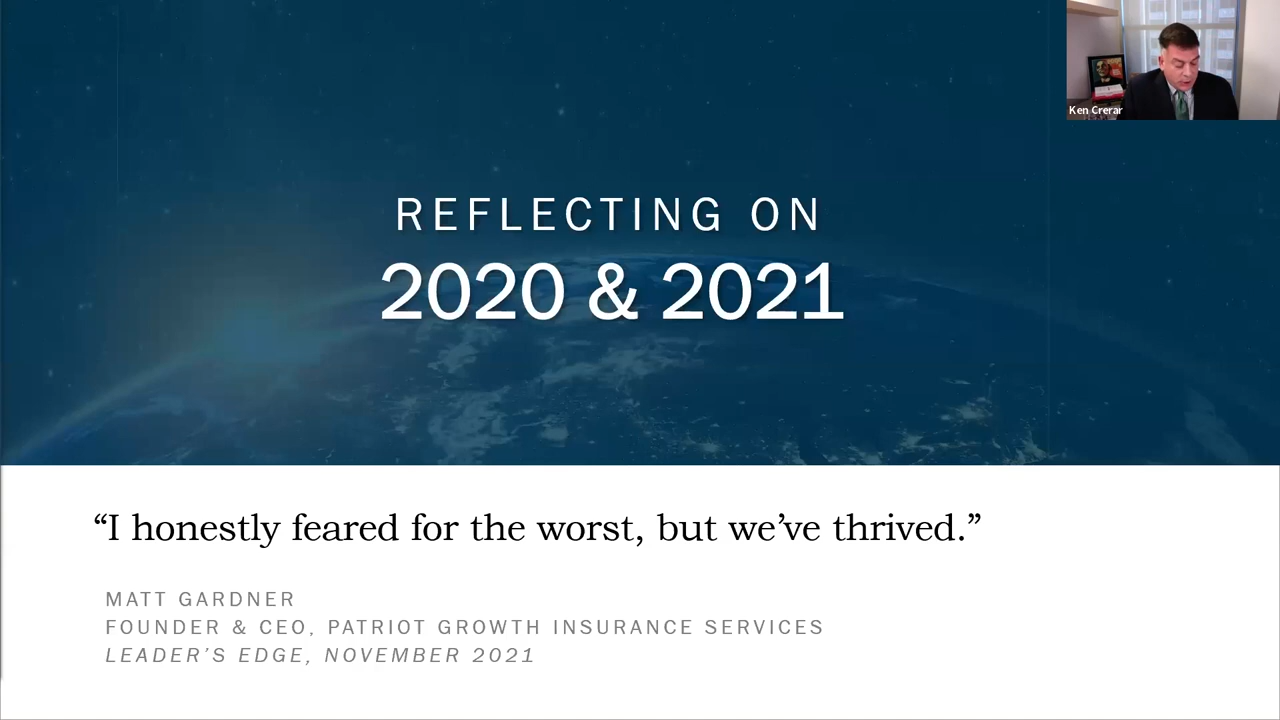 Ken Crerar
REFLECTING ON
2020 & 2021
“I honestly feared for the worst, but we’ve thrived.”
MATT GARDNER
FOUNDER & CEO, PATRIOT GROWTH INSURANCE SERVICES
LEADER’S EDGE, NOVEMBER 2021